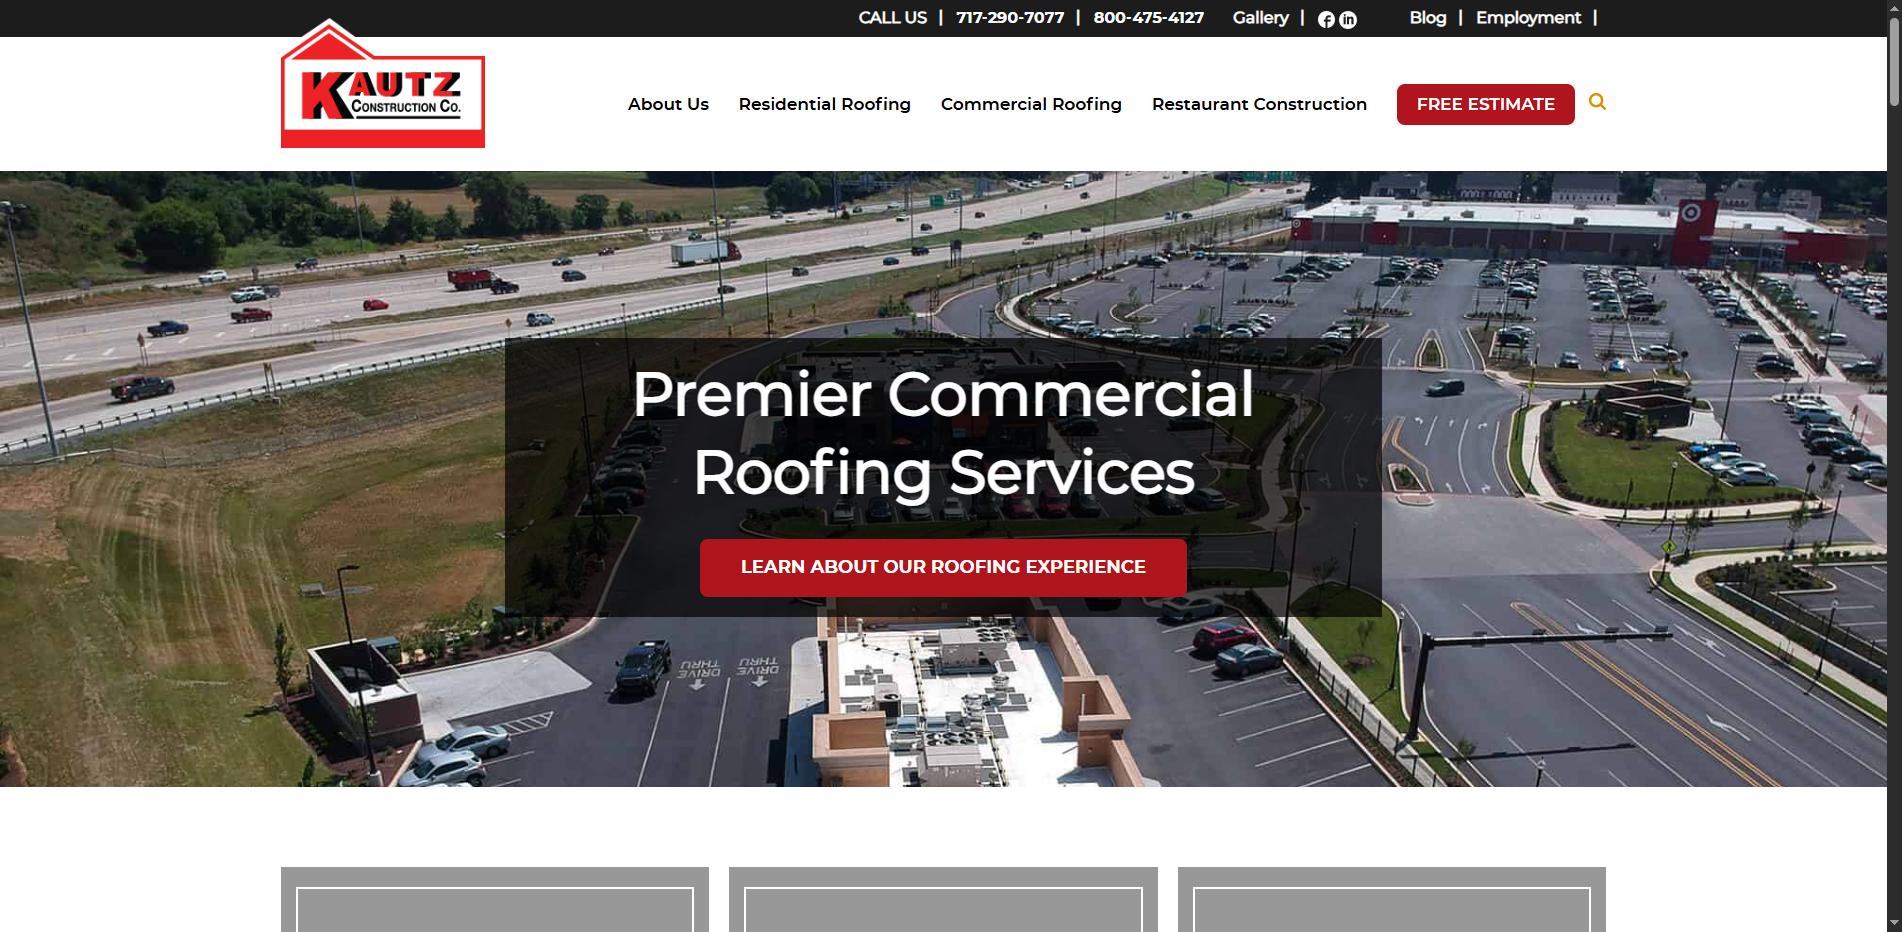 CALL US | 717-290-7077 | 800-475-4127 Gallery | f in Blog | Employment |
KAUTZ
CONSTRUCTION CO.
About Us Residential Roofing Commercial Roofing Restaurant Construction FREE ESTIMATE
Premier Commercial
Roofing Services
LEARN ABOUT OUR ROOFING EXPERIENCE
DRIVE THRU DRIVE THRU